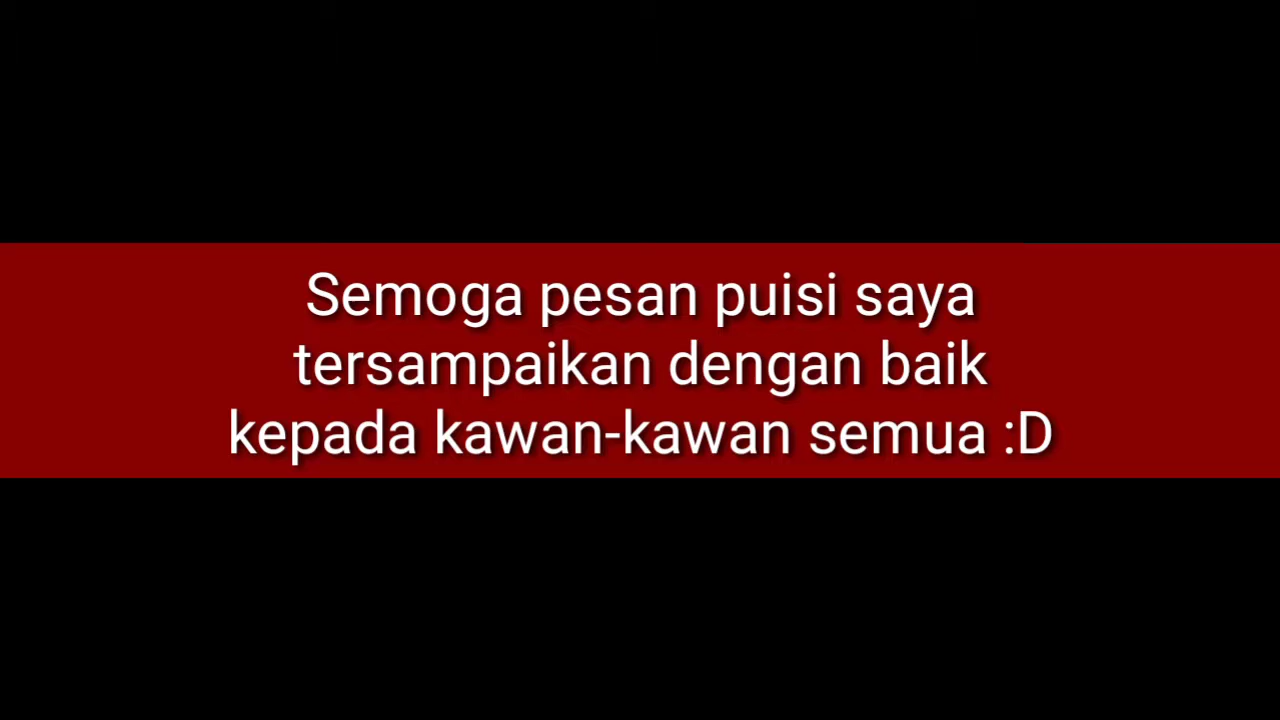 Semoga pesan puisi saya
tersampaikan dengan baik
kepada kawan-kawan semua :D